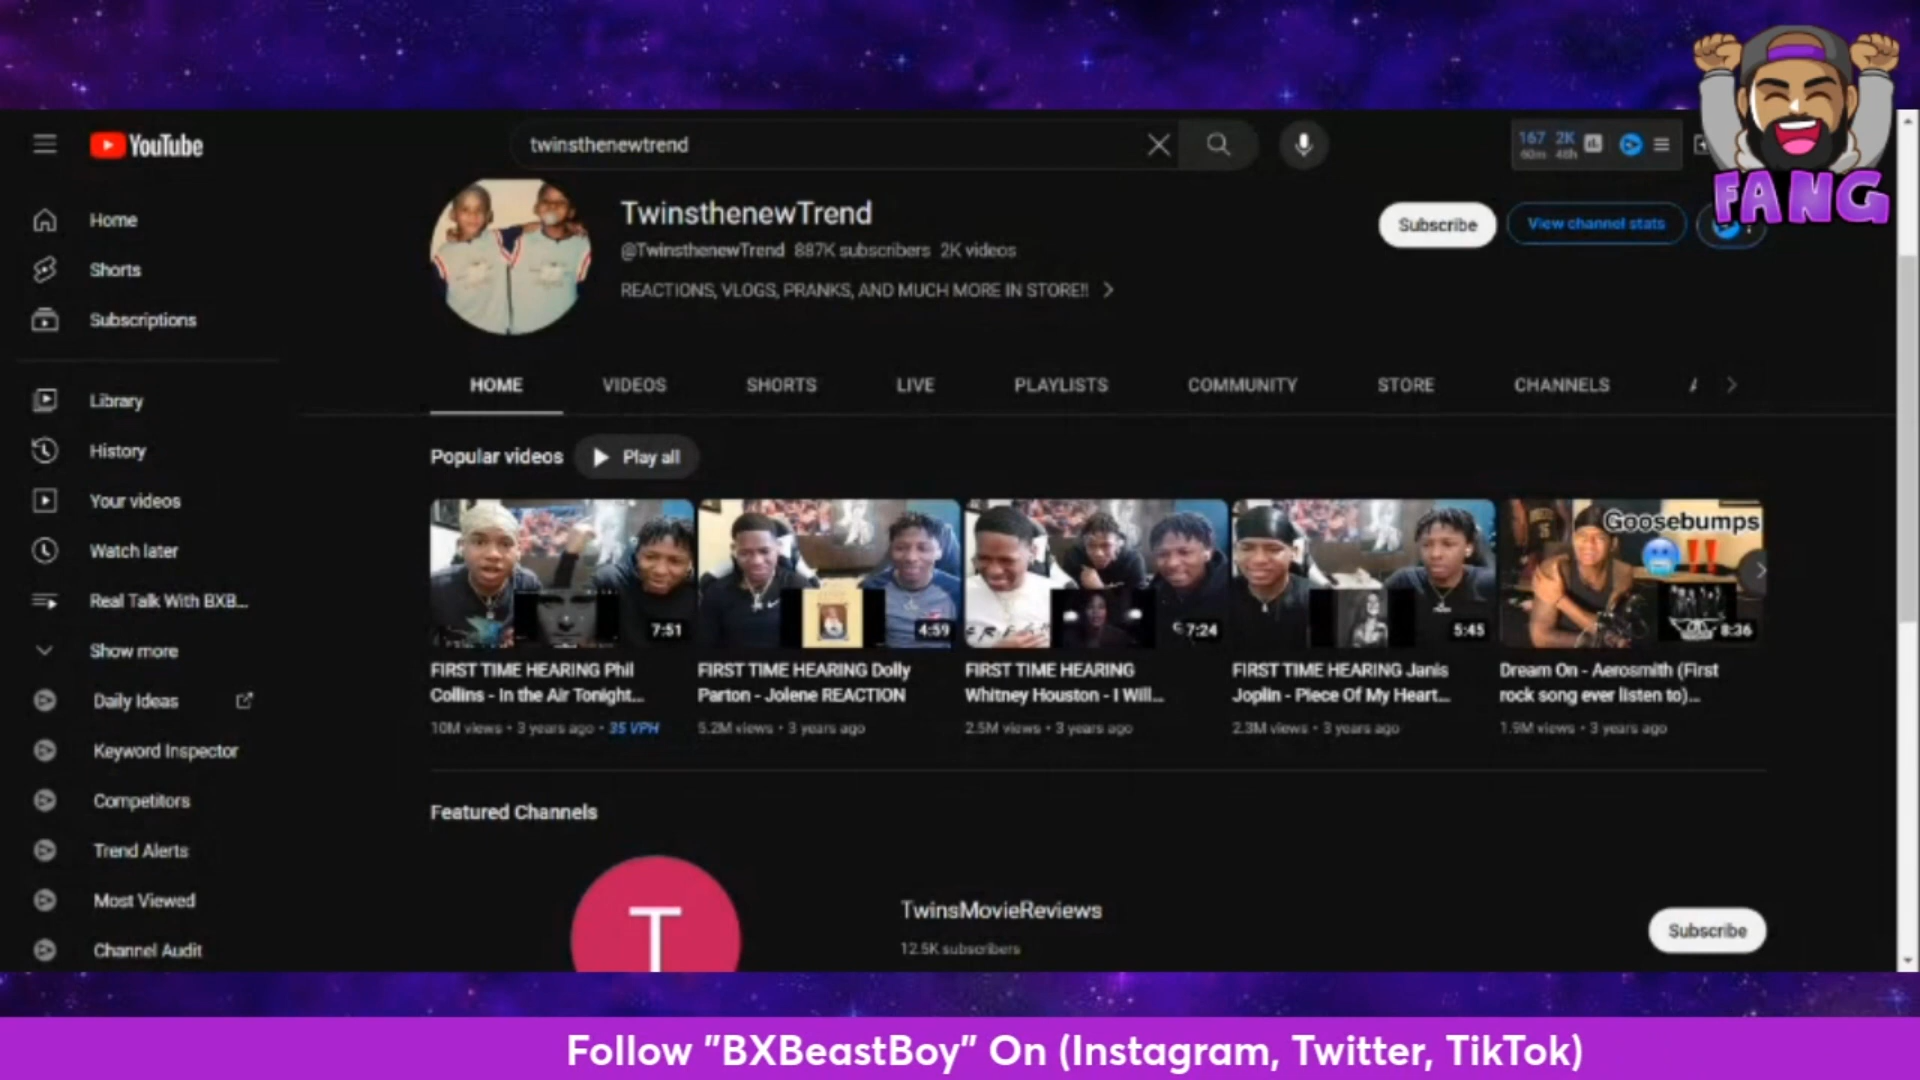 YouTube
twinsthenewtrend
167 2K
60m 48h
FANG
Home
Shorts
Subscriptions
Library
History
Your videos
Watch later
Real Talk With BXB...
Show more
Daily Ideas
Keyword Inspector
Competitors
Trend Alerts
Most Viewed
Channel Audit
TwinsthenewTrend
@TwinsthenewTrend 887K subscribers 2K videos
REACTIONS, VLOGS, PRANKS, AND MUCH MORE IN STORE!!
Subscribe
View channel stats
HOME VIDEOS SHORTS LIVE PLAYLISTS COMMUNITY STORE CHANNELS
Popular videos
Play all
7:51
FIRST TIME HEARING Phil
Collins - In the Air Tonight...
10M views • 3 years ago • 35 VPH
4:59
FIRST TIME HEARING Dolly
Parton - Jolene REACTION
5.2M views • 3 years ago
7:24
FIRST TIME HEARING
Whitney Houston - I Will...
2.5M views • 3 years ago
5:45
FIRST TIME HEARING Janis
Joplin - Piece Of My Heart...
2.3M views • 3 years ago
Goosebumps
8:36
Dream On - Aerosmith (First
rock song ever listen to)...
1.9M views • 3 years ago
Featured Channels
T
TwinsMovieReviews
12.5K subscribers
Subscribe
Follow "BXBeastBoy" On (Instagram, Twitter, TikTok)